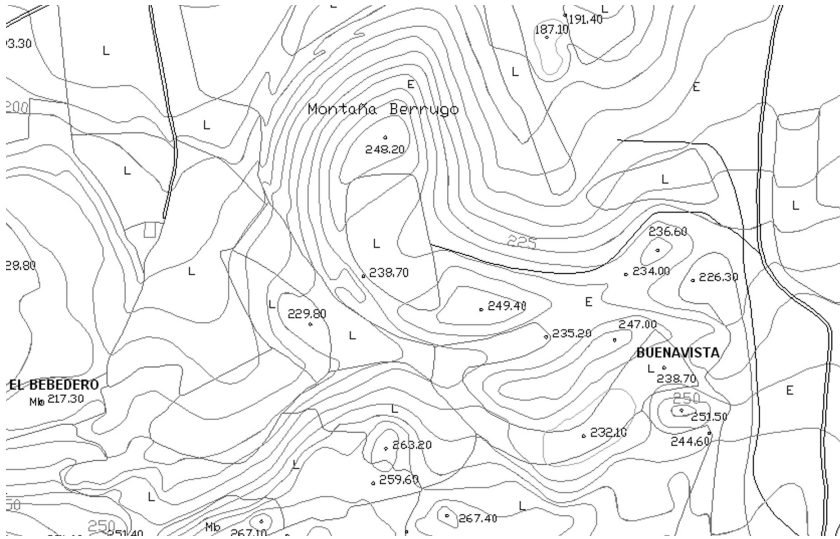 L
191.40
187.10
L
L
E
E
Montaña Berrugo
200
L
248.20
L
L
L
236.60
225
L
L
234.00
226.30
238.70
28.80
L
249.40
E
L
229.80
L
235.20
247.00
BUENAVISTA
L
238.70
EL BEBEDERO
Mb 217.30
E
250
251.50
L
232.10
244.60
263.20
L
259.60
L
L
267.40
250
251.40
Mb
267.10